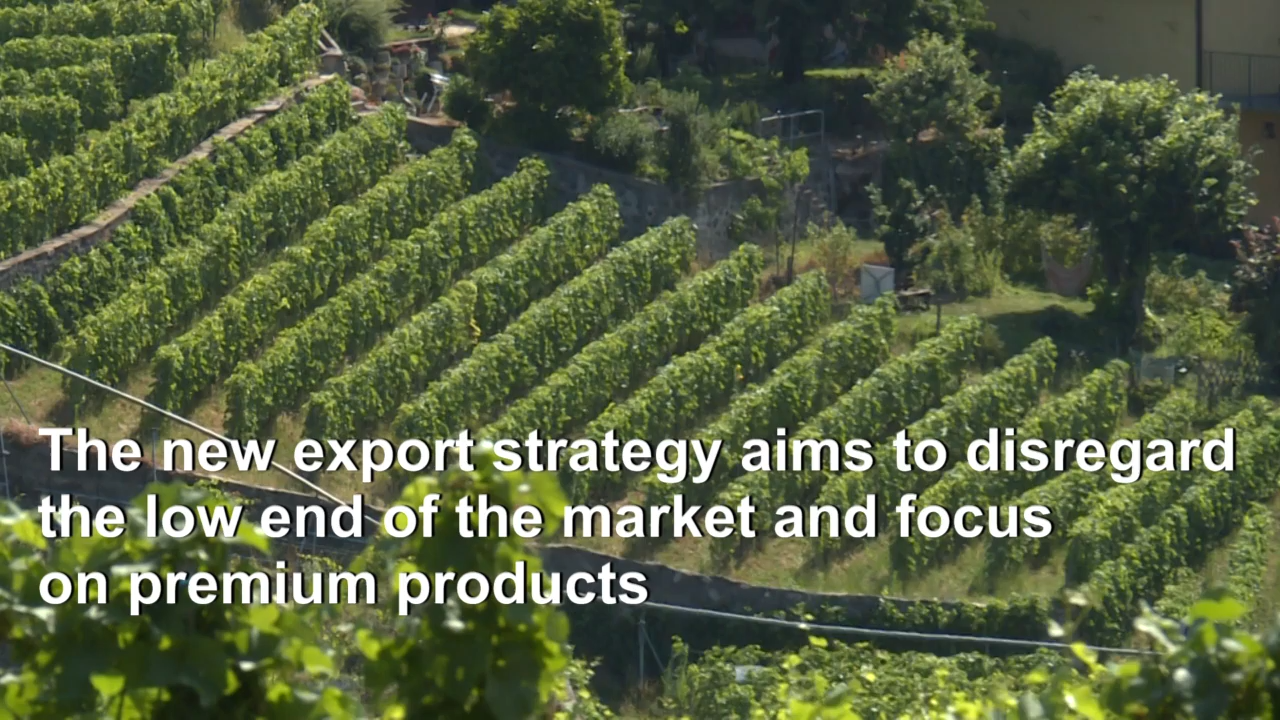 The new export strategy aims to disregard
the low end of the market and focus
on premium products